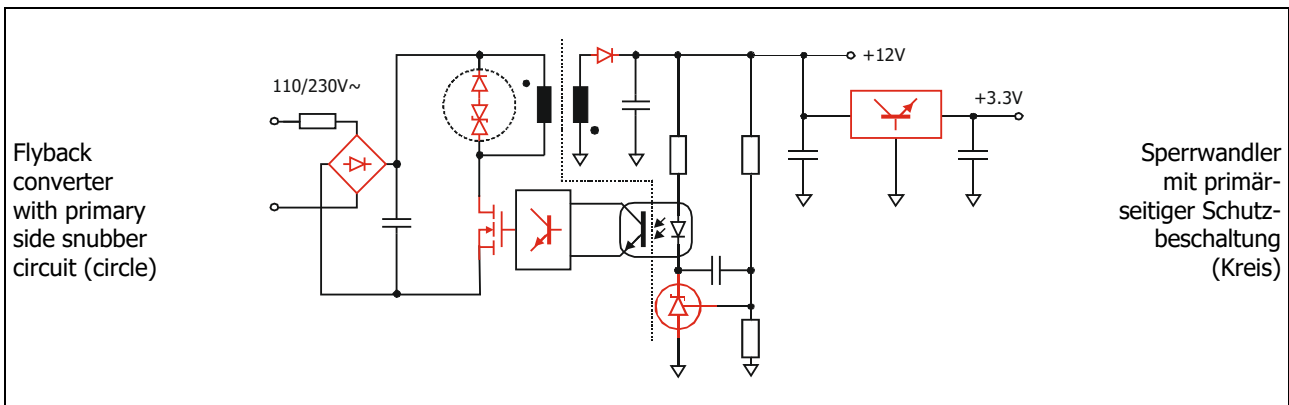 110/230V~
+12V
+3.3V
Flyback
converter
with primary
side snubber
circuit (circle)
Sperrwandler
mit primär-
seitiger Schutz-
beschaltung
(Kreis)